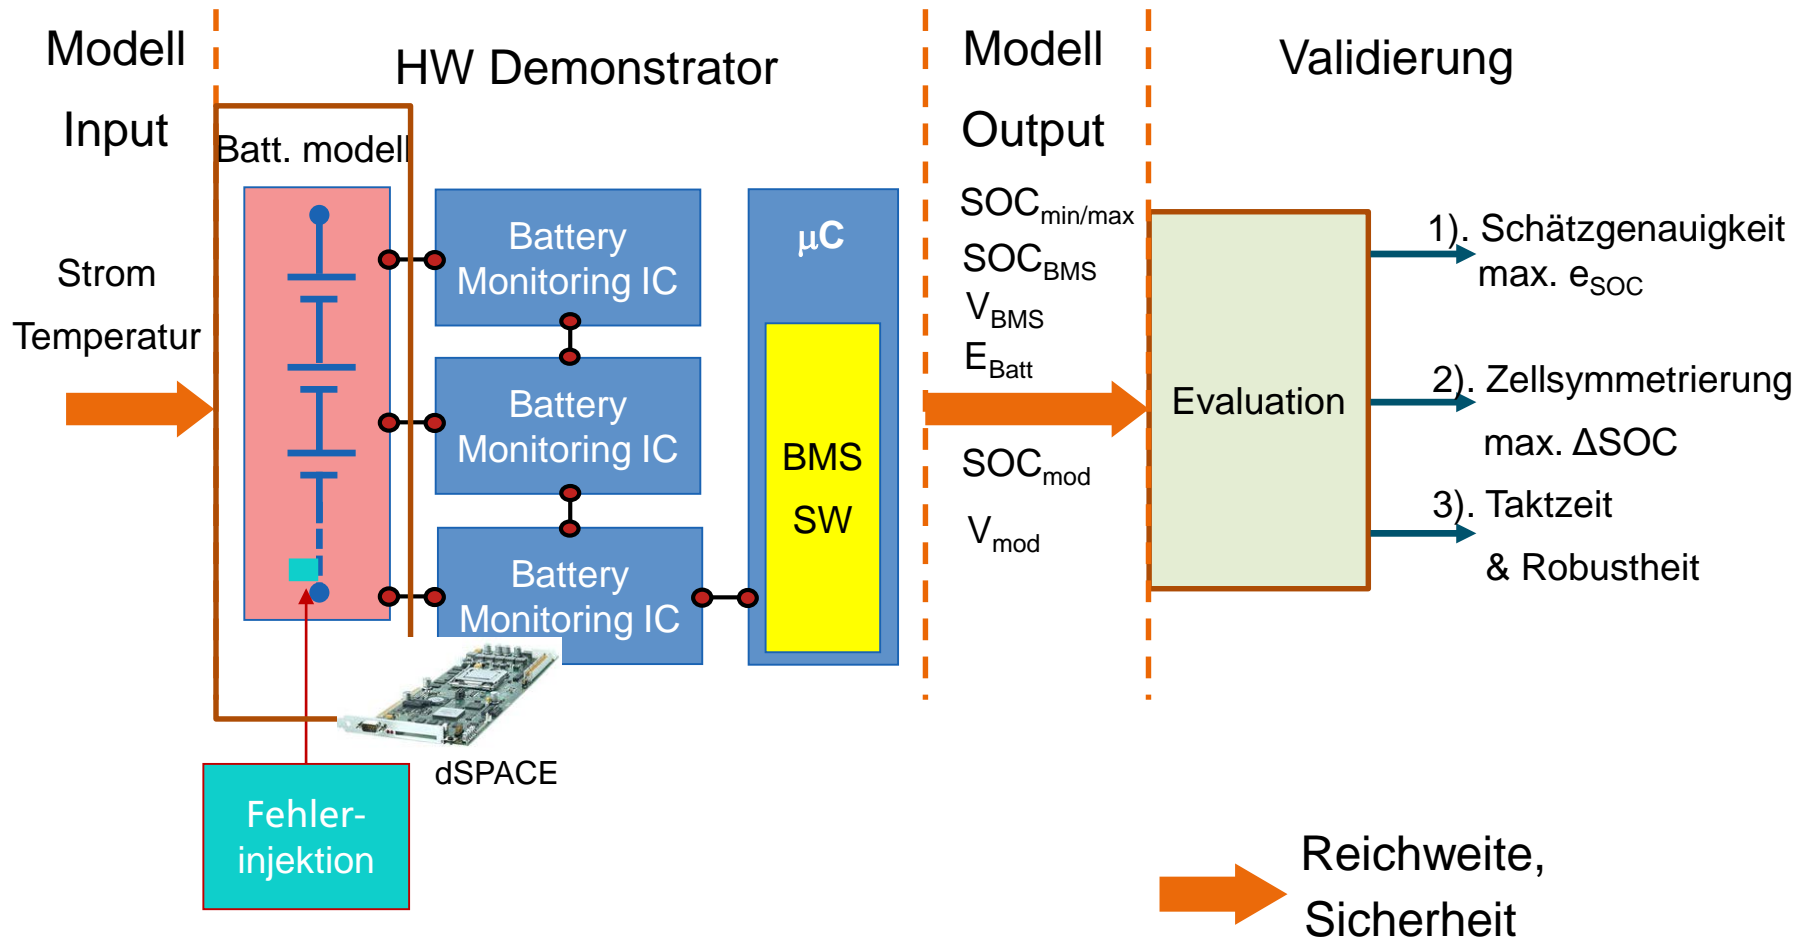 Modell
Input
Strom
Temperatur
HW Demonstrator
Batt. modell
Battery
Monitoring IC
Battery
Monitoring IC
Battery
Monitoring IC
μC
BMS
SW
dSPACE
Fehler-
injektion
Modell
Output
SOCmin/max
SOCBMS
VBMS
EBatt
SOCmod
Vmod
Validierung
Evaluation
1). Schätzgenauigkeit
max. eSOC
2). Zellsymmetrierung
max. ΔSOC
3). Taktzeit
& Robustheit
Reichweite,
Sicherheit